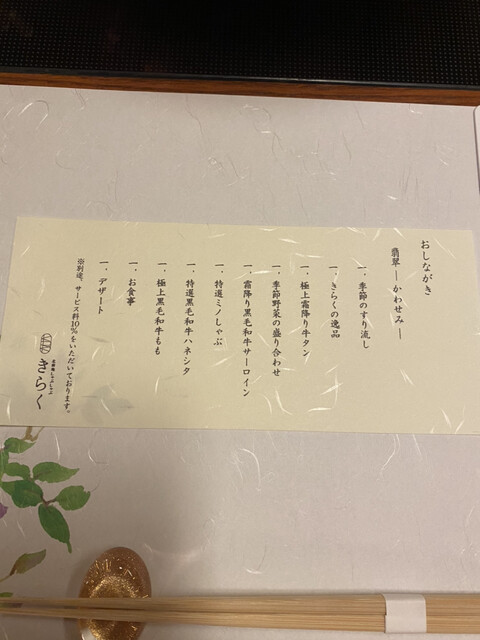 おしながき
翡翠―かわせみ―
一、季節のすり流し
一、きらくの逸品
一、極上霜降り牛タン
一、季節野菜の盛り合わせ
一、霜降り黒毛和牛サーロイン
一、特選ミノしゃぶ
一、特選黒毛和牛ハネシタ
一、極上黒毛和牛もも
一、お食事
一、デザート
※別途、サービス料10%をいただいております。
きらく